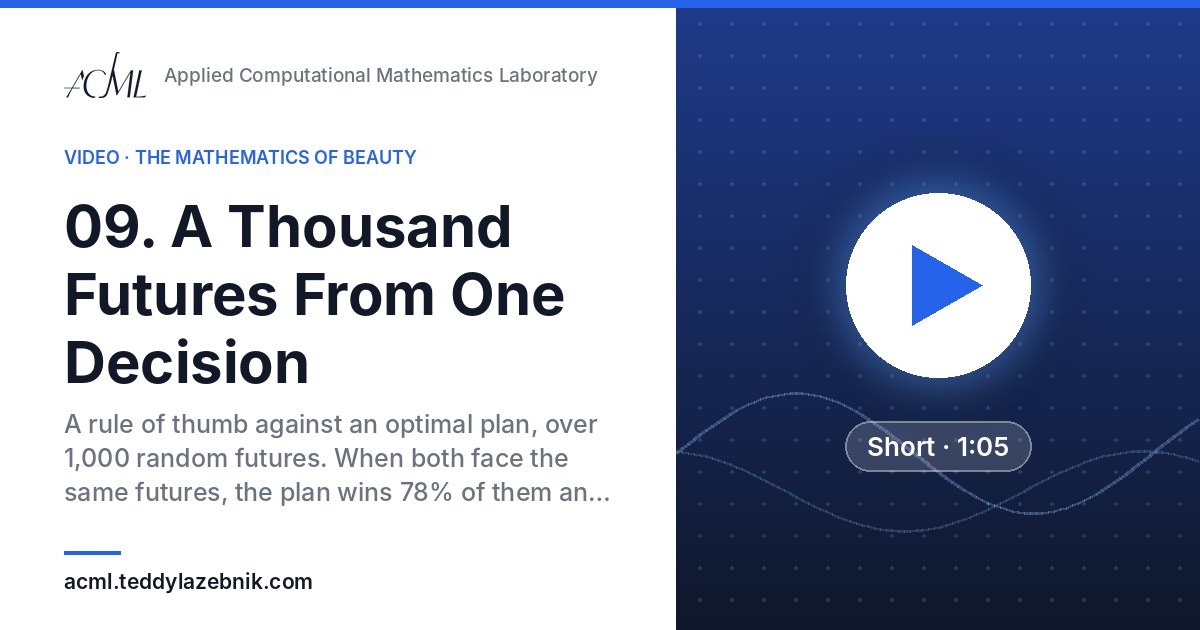 ACML
Applied Computational Mathematics Laboratory
VIDEO · THE MATHEMATICS OF BEAUTY
09. A Thousand
Futures From One
Decision
A rule of thumb against an optimal plan, over
1,000 random futures. When both face the
same futures, the plan wins 78% of them an...
acml.teddylazebnik.com
Short · 1:05